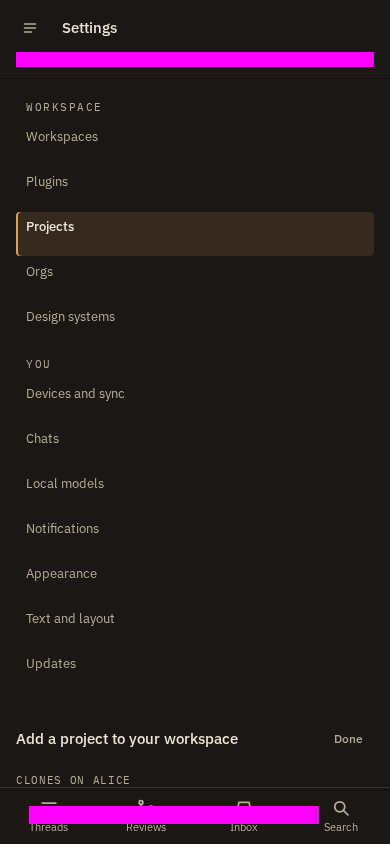 Settings
WORKSPACE
Workspaces
Plugins
Projects
Orgs
Design systems
YOU
Devices and sync
Chats
Local models
Notifications
Appearance
Text and layout
Updates
Add a project to your workspace
Done
CLONES ON ALICE
Threads
Reviews
Inbox
Search